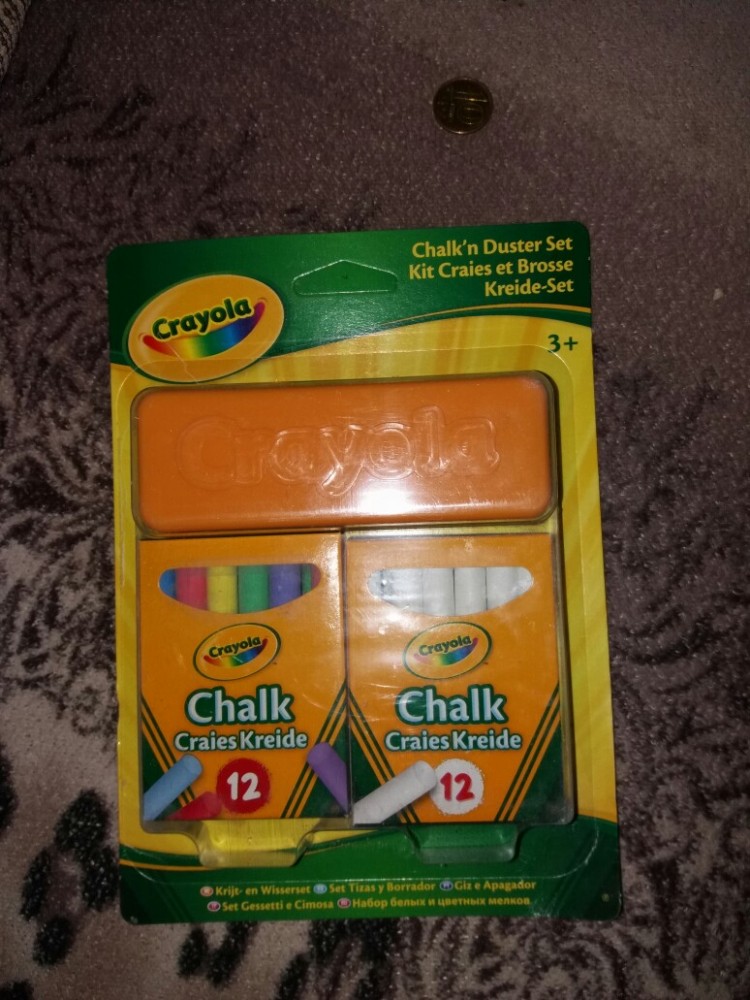 Chalk'n Duster Set
Kit Craies et Brosse
Kreide-Set
Crayola
3+
Crayola
Crayola
Chalk
Craies Kreide
12
Crayola
Chalk
Craies Kreide
12
Krijt- en Wisserset Set Tizas y Borrador Giz e Apagador
Set Gessetti e Cimosa Набор белых и цветных мелков